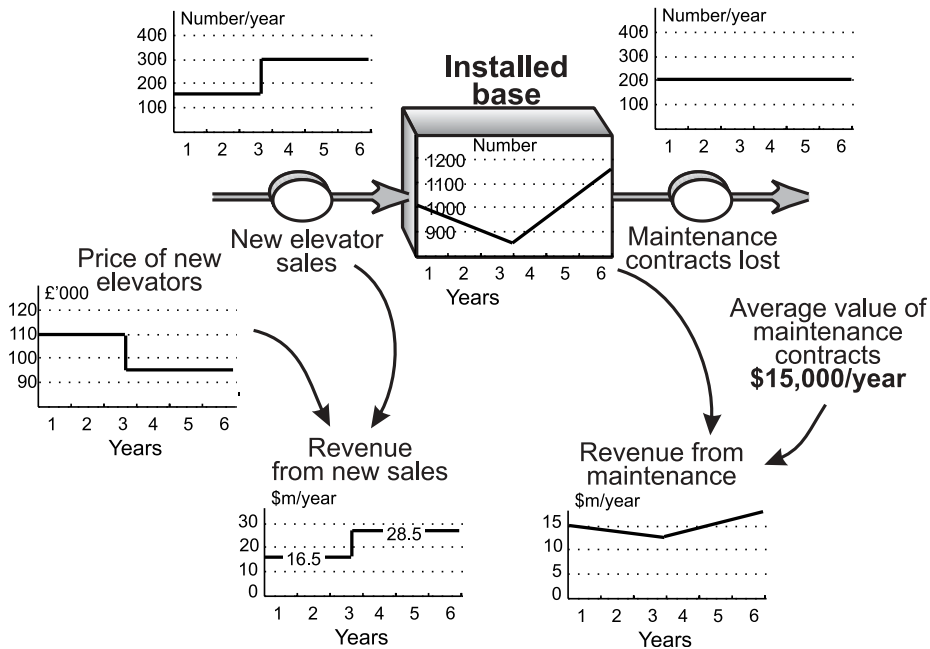 Number/year
400
300
200
100
1 2 3 4 5 6
New elevator
sales
Installed
base
Number
1200
1100
1000
900
1 2 3 4 5 6
Years
Number/year
400
300
200
100
1 2 3 4 5 6
Maintenance
contracts lost
Price of new
elevators
£'000
120
110
100
90
1 2 3 4 5 6
Years
Average value of
maintenance
contracts
$15,000/year
Revenue
from new sales
$m/year
30
20
10
0
16.5
28.5
1 2 3 4 5 6
Years
Revenue from
maintenance
$m/year
15
10
5
0
1 2 3 4 5 6
Years